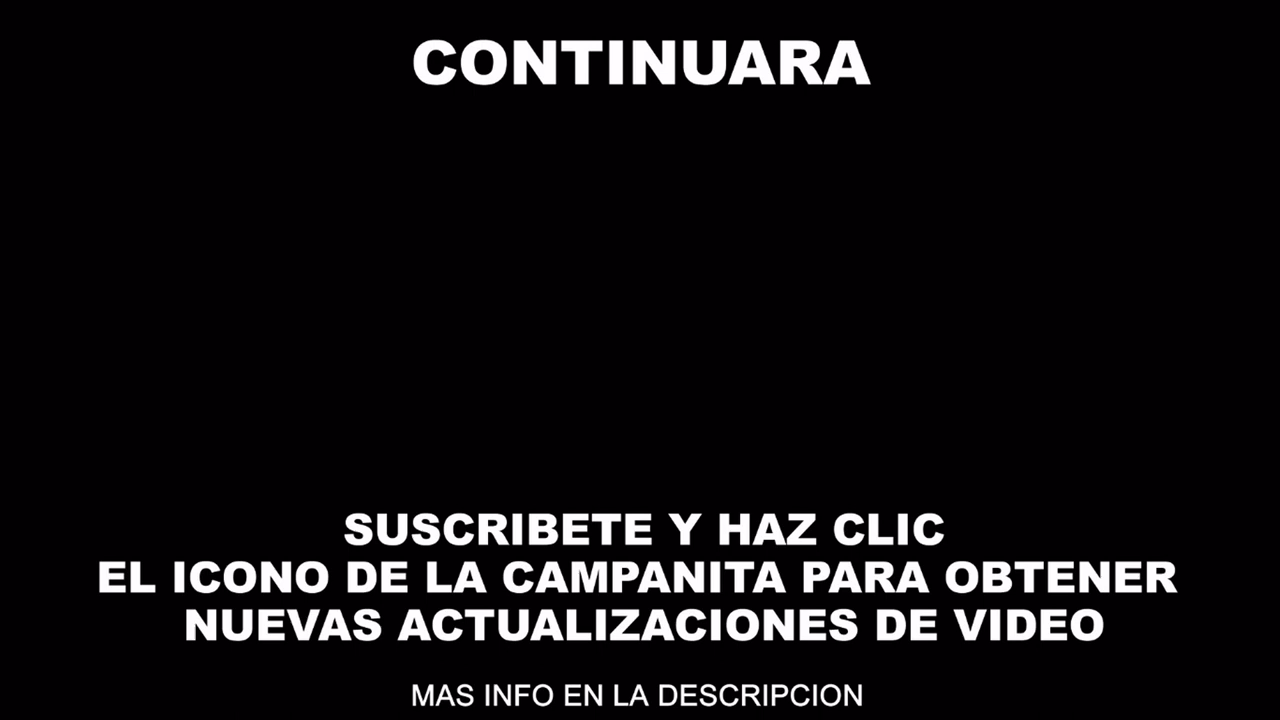 CONTINUARA
SUSCRIBETE Y HAZ CLIC
EL ICONO DE LA CAMPANITA PARA OBTENER
NUEVAS ACTUALIZACIONES DE VIDEO
MAS INFO EN LA DESCRIPCION